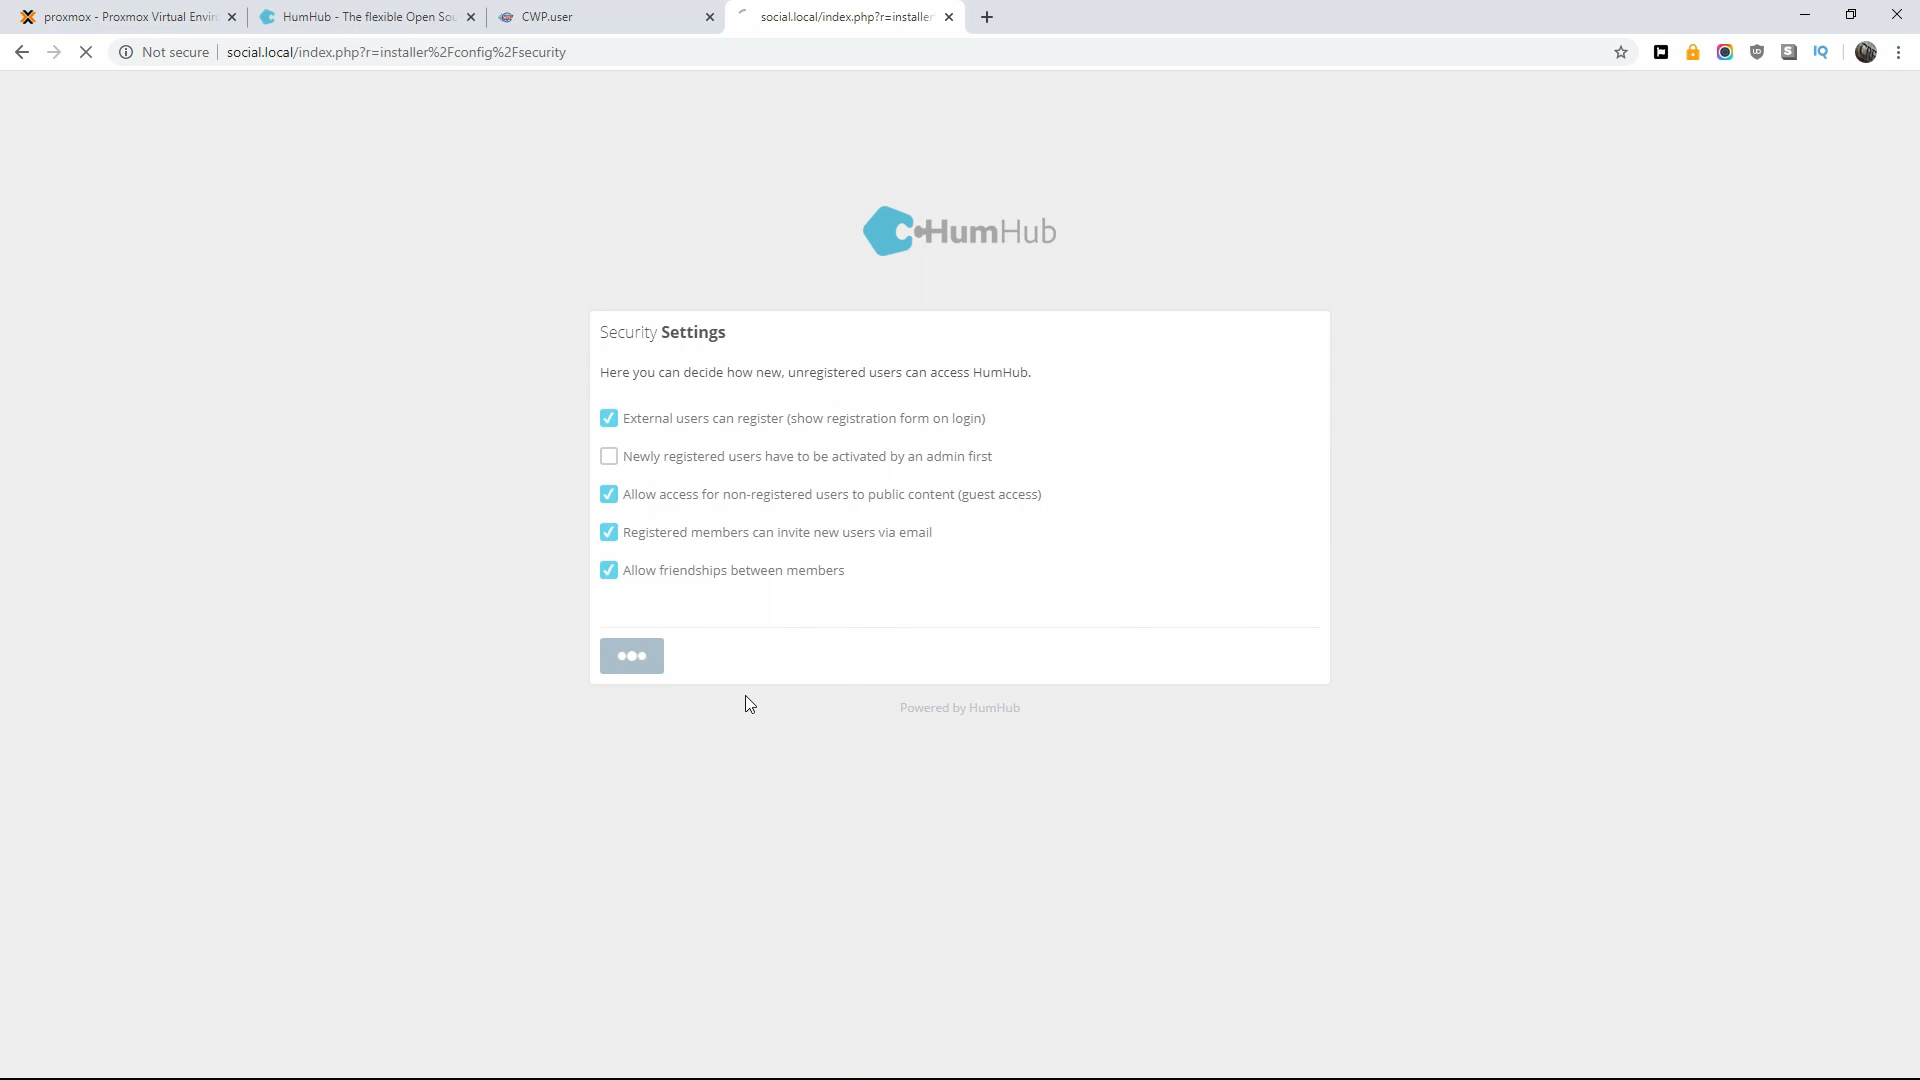 proxmox - Proxmox Virtual Envir
HumHub - The flexible Open Sou
CWP.user
social.local/index.php?r=installer
Not secure
social.local/index.php?r=installer%2Fconfig%2Fsecurity
IQ
HumHub
Security Settings
Here you can decide how new, unregistered users can access HumHub.
External users can register (show registration form on login)
Newly registered users have to be activated by an admin first
Allow access for non-registered users to public content (guest access)
Registered members can invite new users via email
Allow friendships between members
Powered by HumHub